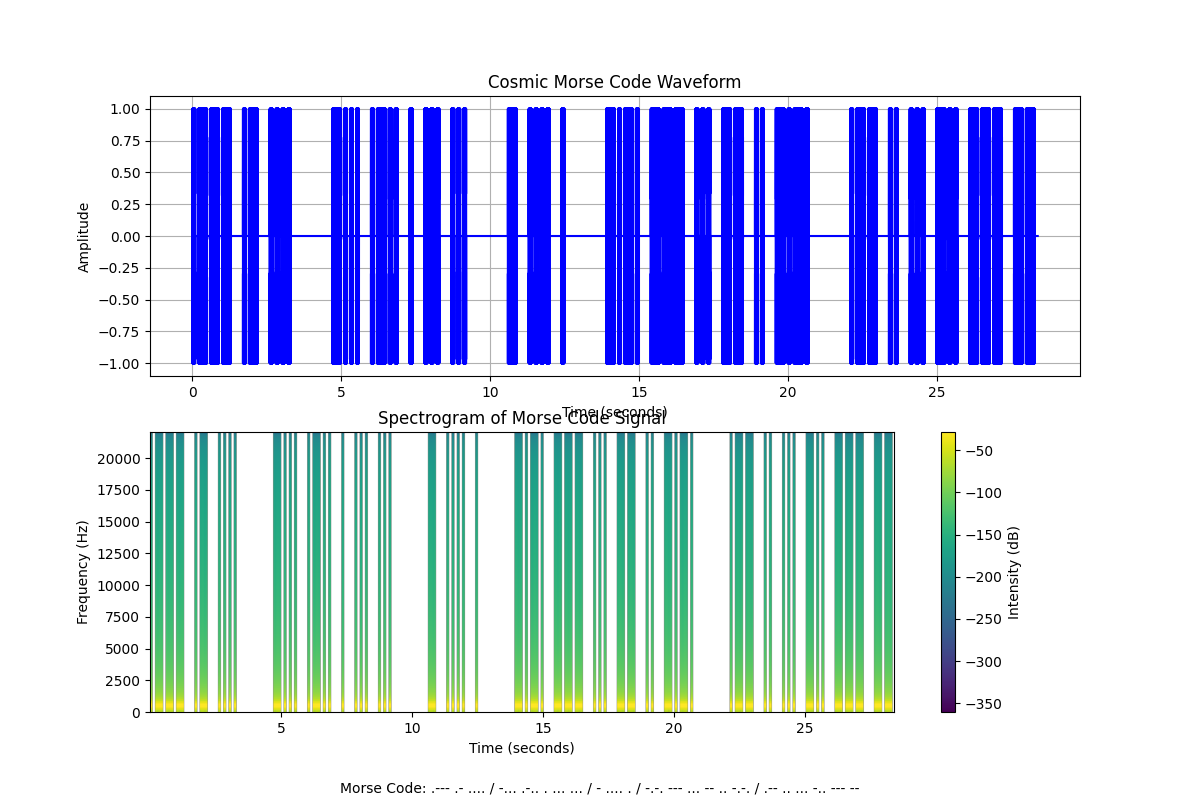 Cosmic Morse Code Waveform
1.00
0.75
0.50
0.25
0.00
−0.25
−0.50
−0.75
−1.00
Amplitude
0 5 10 15 20 25
Time (seconds)
Spectrogram of Morse Code Signal
20000
17500
15000
12500
10000
7500
5000
2500
0
Frequency (Hz)
5 10 15 20 25
Time (seconds)
−50
−100
−150
−200
−250
−300
−350
Intensity (dB)
Morse Code: .--- .- .... / -... .-.. . ... ... / - .... . / -.-. --- ... -- .. -.-. / .-- .. ... -.. --- --